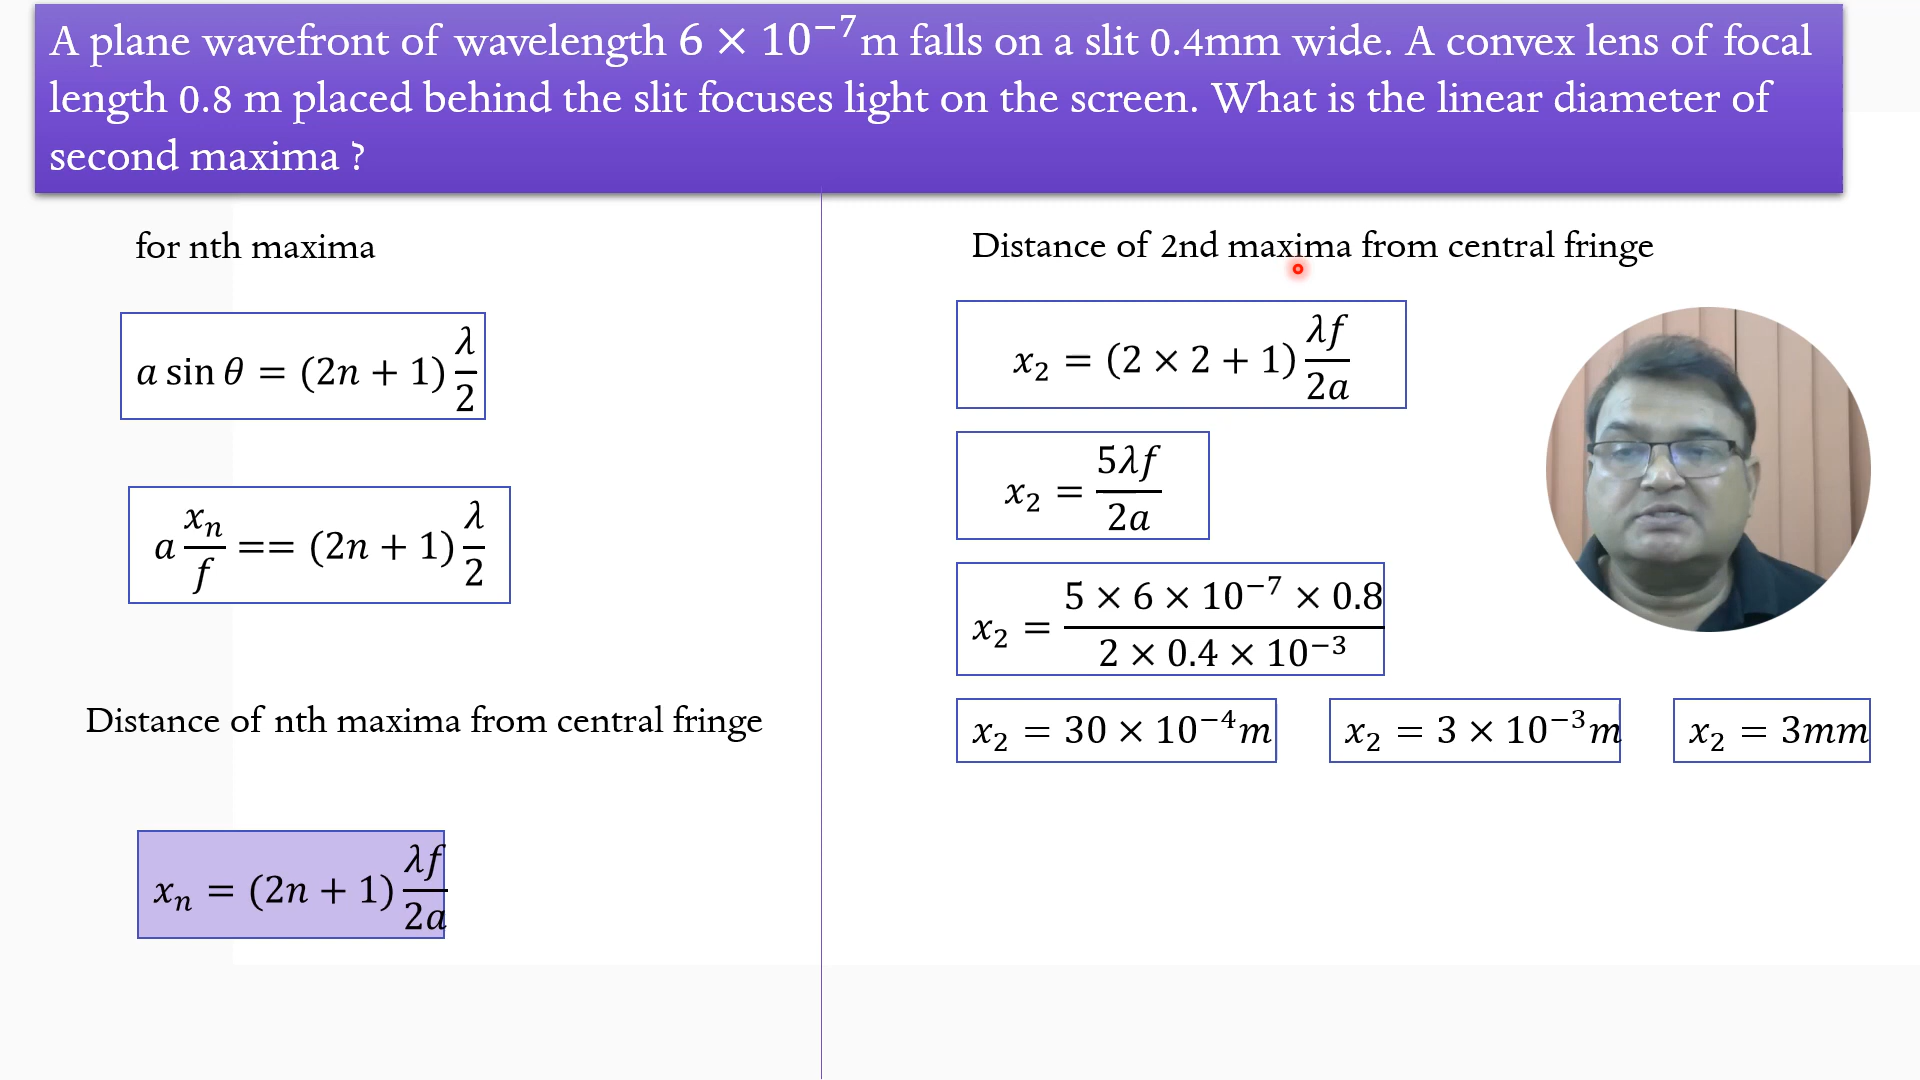 A plane wavefront of wavelength 6 × 10⁻⁷m falls on a slit 0.4mm wide. A convex lens of focal
length 0.8 m placed behind the slit focuses light on the screen. What is the linear diameter of
second maxima ?
for nth maxima
a sin θ = (2n + 1) λ/2
a xₙ/f == (2n + 1) λ/2
Distance of nth maxima from central fringe
xₙ = (2n + 1) λf/2a
Distance of 2nd maxima from central fringe
x₂ = (2 × 2 + 1) λf/2a
x₂ = 5λf/2a
x₂ = 5 × 6 × 10⁻⁷ × 0.8/2 × 0.4 × 10⁻³
x₂ = 30 × 10⁻⁴m
x₂ = 3 × 10⁻³m
x₂ = 3mm